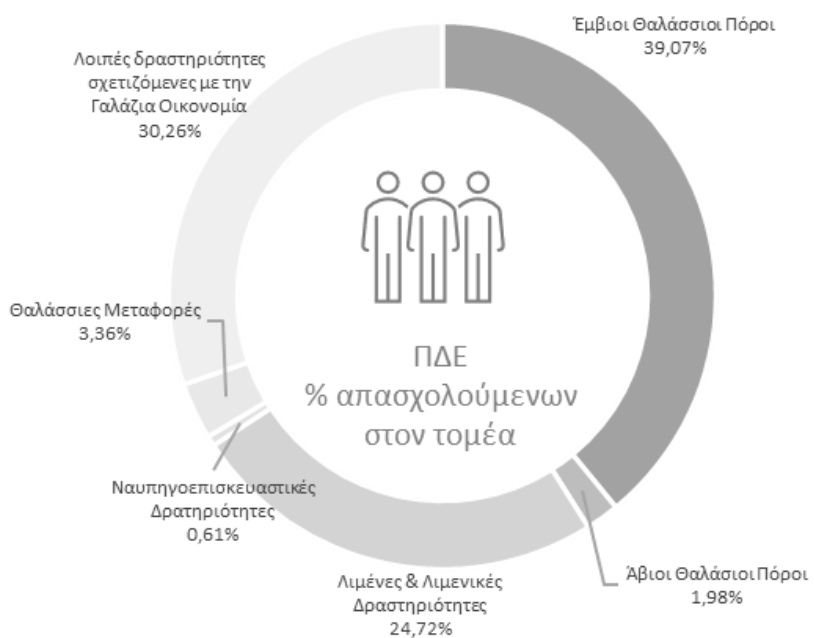 Έμβιοι Θαλάσσιοι Πόροι
39,07%
Λοιπές δραστηριότητες
σχετιζόμενες με την
Γαλάζια Οικονομία
30,26%
Θαλάσσιες Μεταφορές
3,36%
ΠΔΕ
% απασχολούμενων
στον τομέα
Ναυπηγοεπισκευαστικές
Δρατηριότητες
0,61%
Λιμένες & Λιμενικές
Δραστηριότητες
24,72%
Άβιοι Θαλάσιοι Πόροι
1,98%